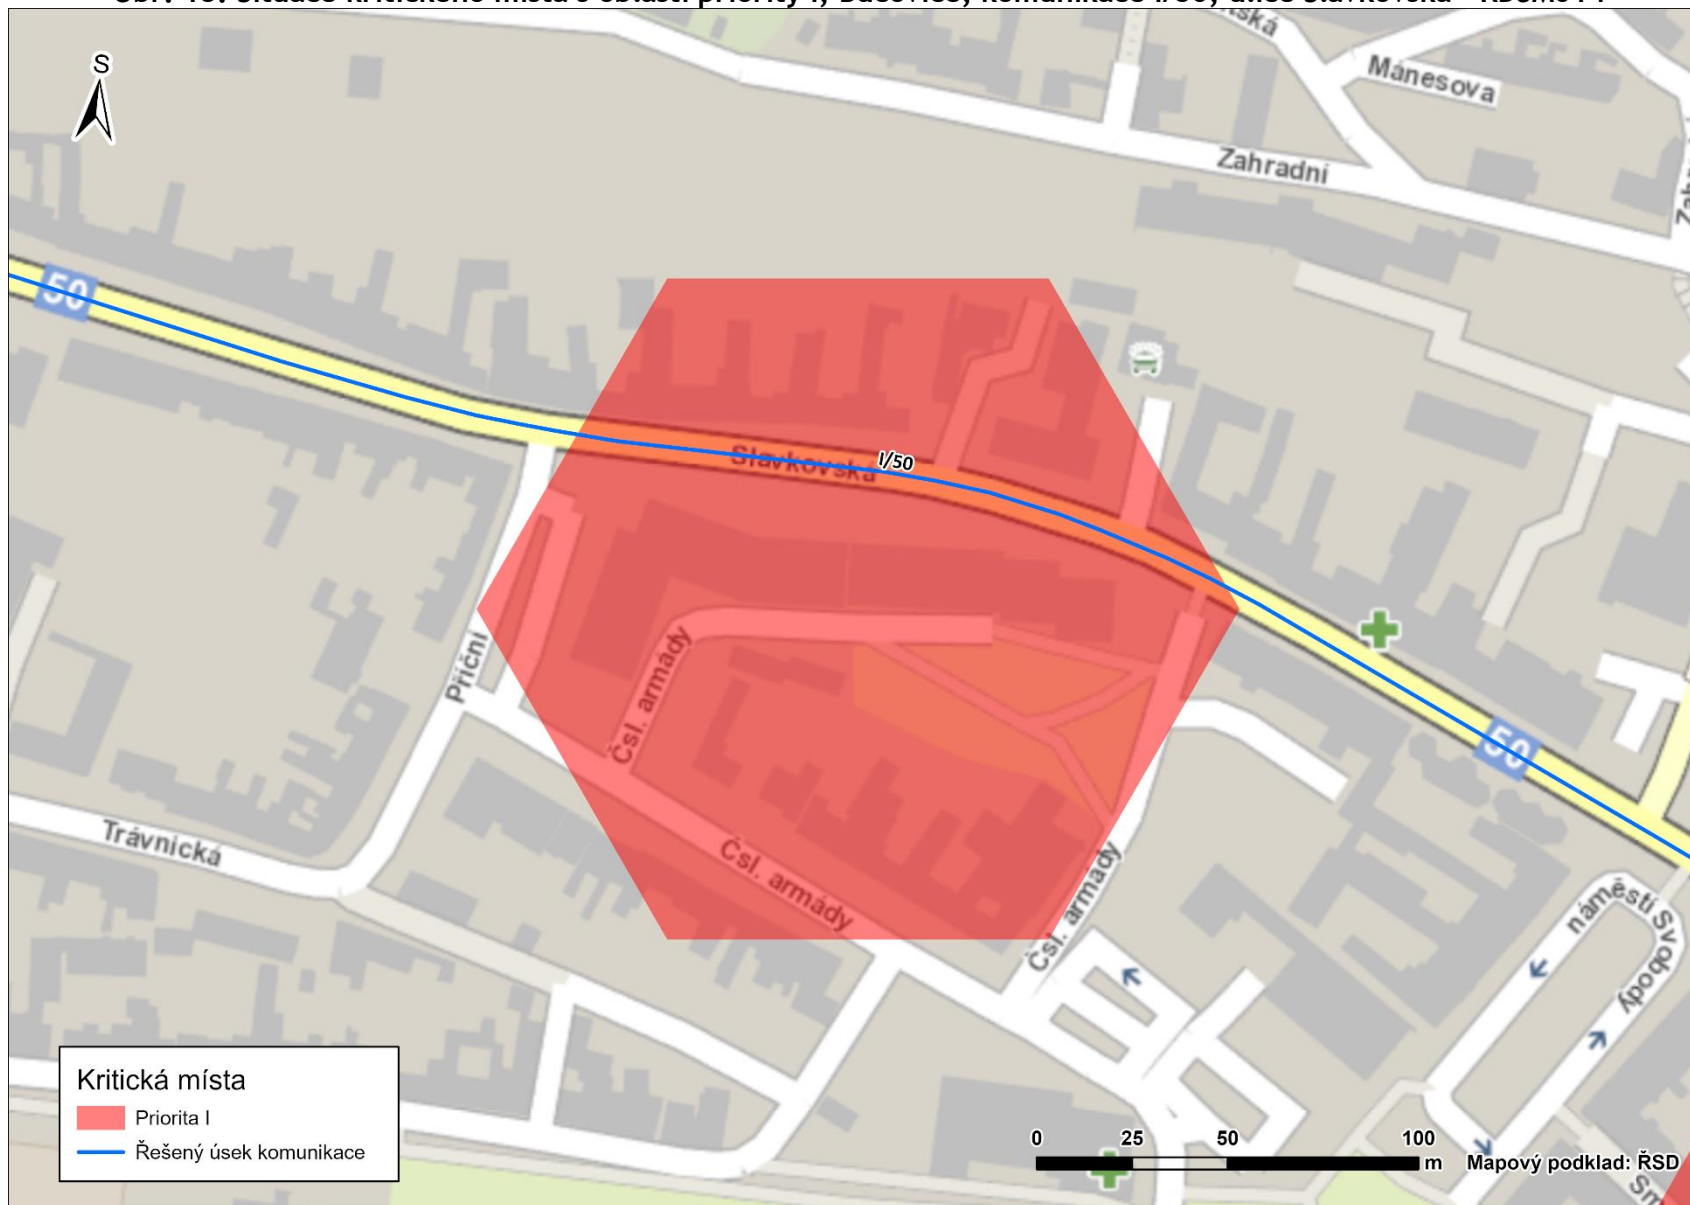 S
Mánesova
Zahradní
50
Slavkovská
I/50
Příční
Čsl. armády
50
Trávnická
Čsl. armády
Čsl. armády
náměstí Svobody
Kritická místa
Priorita I
Řešený úsek komunikace
0 25 50 100
m
Mapový podklad: ŘSD